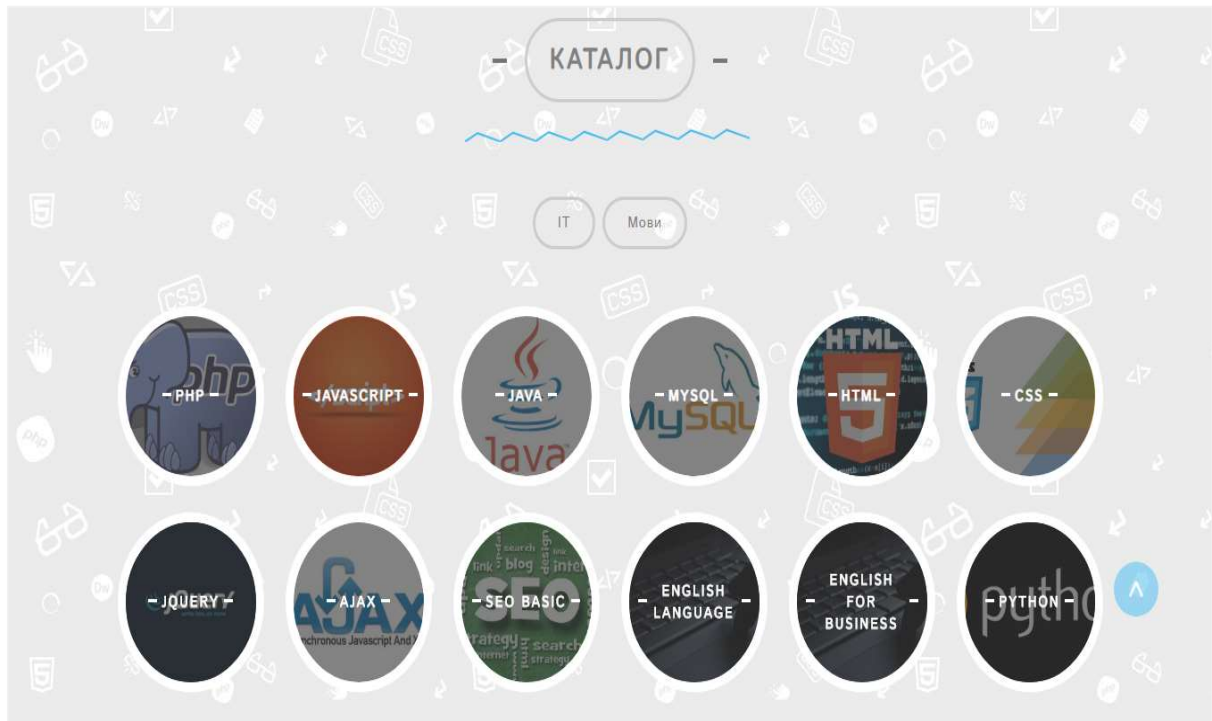 - КАТАЛОГ -
IT
Мови
- PHP -
- JAVASCRIPT -
- JAVA -
- MYSQL -
- HTML -
- CSS -
- JQUERY -
- AJAX -
- SEO BASIC -
- ENGLISH LANGUAGE -
- ENGLISH FOR BUSINESS -
- PYTHON -